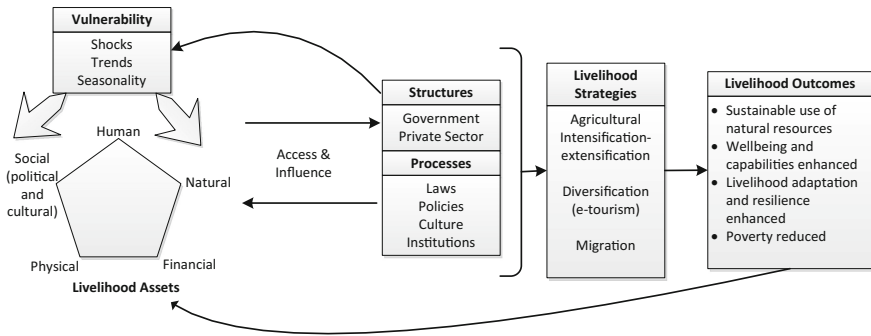 Vulnerability
Shocks
Trends
Seasonality
Human
Social
(political
and
cultural)
Natural
Physical
Financial
Livelihood Assets
Access &
Influence
Structures
Government
Private Sector
Processes
Laws
Policies
Culture
Institutions
Livelihood
Strategies
Agricultural
Intensification-
extensification
Diversification
(e-tourism)
Migration
Livelihood Outcomes
• Sustainable use of
natural resources
• Wellbeing and
capabilities enhanced
• Livelihood adaptation
and resilience
enhanced
• Poverty reduced